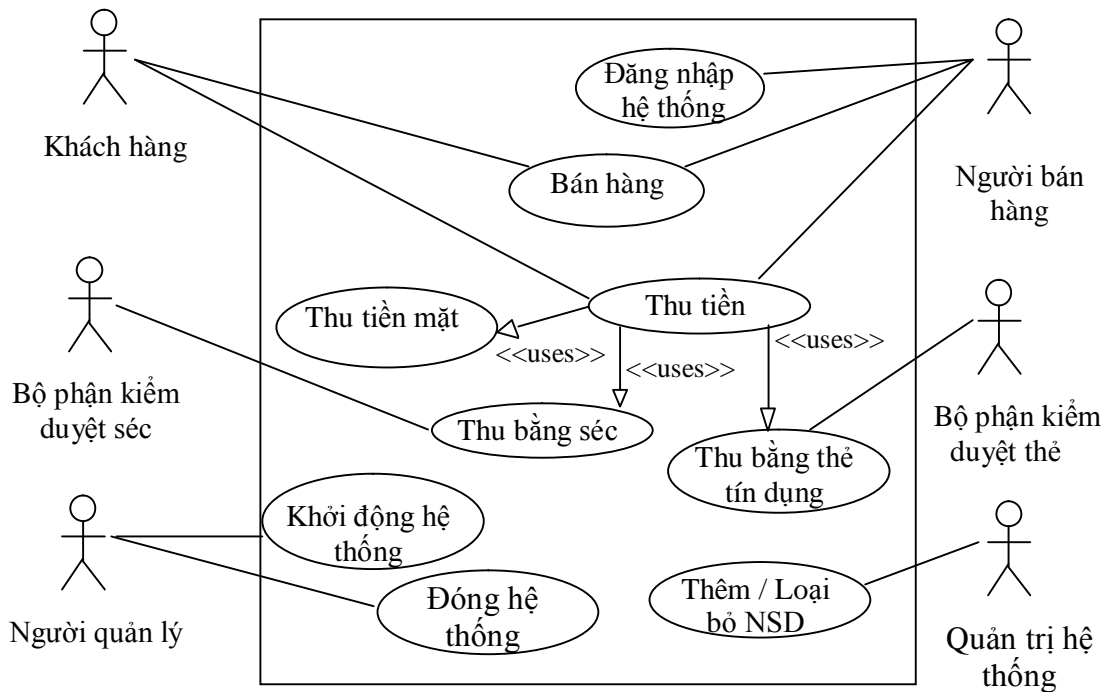 Đăng nhập
hệ thống
Khách hàng
Bán hàng
Người bán
hàng
Thu tiền mặt
Thu tiền
<<uses>>
<<uses>>
<<uses>>
Bộ phận kiểm
duyệt séc
Thu bằng séc
Bộ phận kiểm
duyệt thẻ
Thu bằng thẻ
tín dụng
Khởi động hệ
thống
Đóng hệ
thống
Thêm / Loại
bỏ NSD
Người quản lý
Quản trị hệ
thống